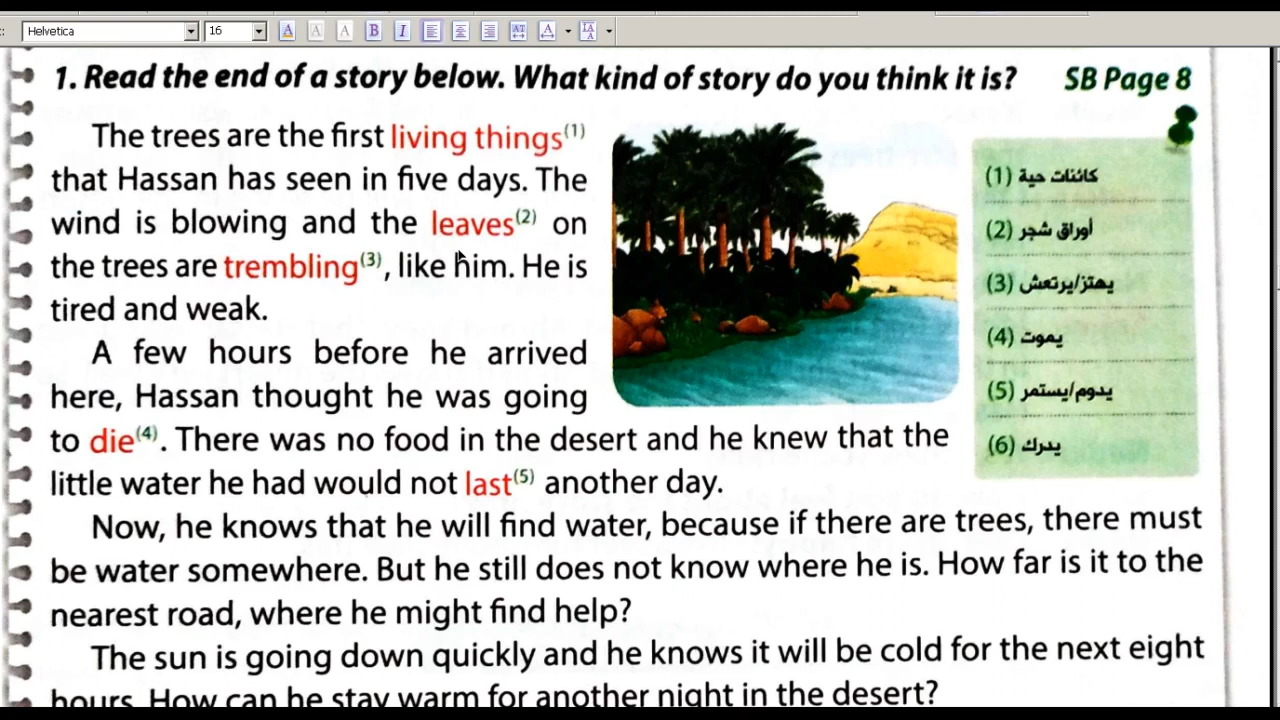 Helvetica 16
1. Read the end of a story below. What kind of story do you think it is? SB Page 8
The trees are the first living things(1)
that Hassan has seen in five days. The
wind is blowing and the leaves(2) on
the trees are trembling(3), like him. He is
tired and weak.
A few hours before he arrived
here, Hassan thought he was going
to die(4). There was no food in the desert and he knew that the
little water he had would not last(5) another day.
Now, he knows that he will find water, because if there are trees, there must
be water somewhere. But he still does not know where he is. How far is it to the
nearest road, where he might find help?
The sun is going down quickly and he knows it will be cold for the next eight
hours. How can he stay warm for another night in the desert?
(1) كائنات حية
(2) أوراق شجر
(3) يهتز/يرتعش
(4) يموت
(5) يدوم/يستمر
(6) يدرك